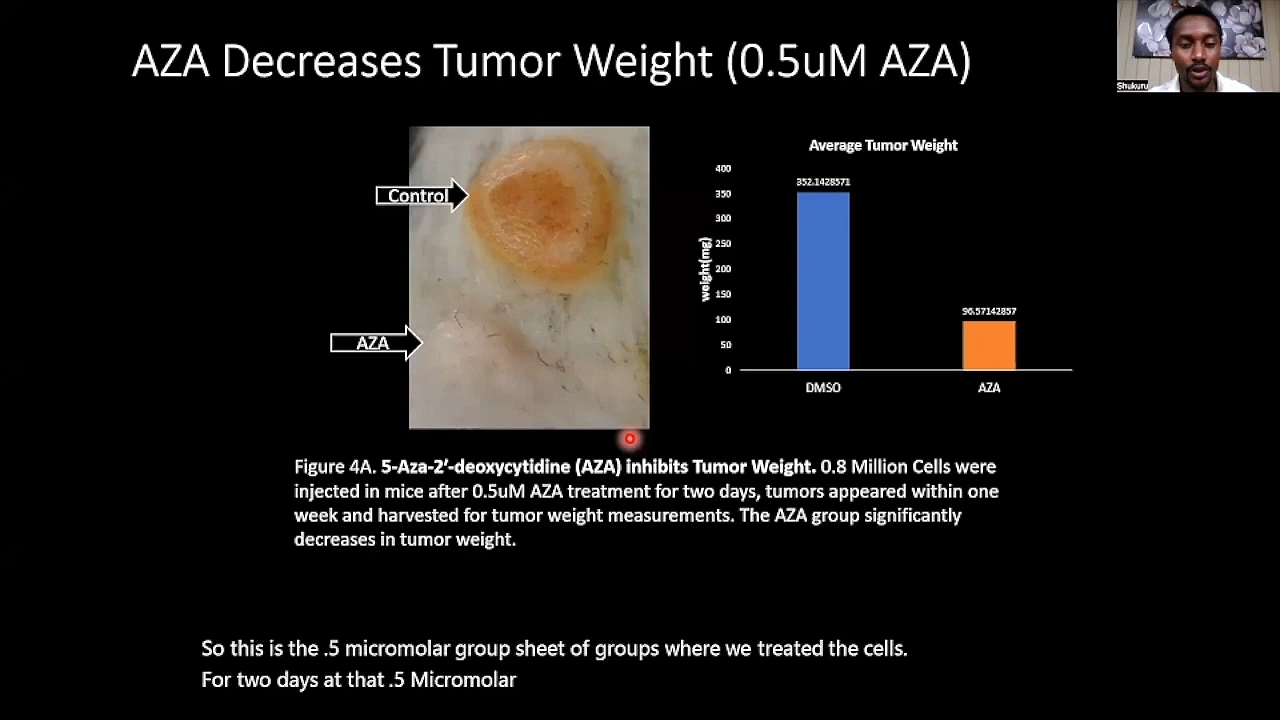 AZA Decreases Tumor Weight (0.5uM AZA)
Shukuru
Control
AZA
Average Tumor Weight
weight(mg)
400
350
300
250
200
150
100
50
0
352.1428571
96.57142857
DMSO
AZA
Figure 4A. 5-Aza-2’-deoxycytidine (AZA) inhibits Tumor Weight. 0.8 Million Cells were
injected in mice after 0.5uM AZA treatment for two days, tumors appeared within one
week and harvested for tumor weight measurements. The AZA group significantly
decreases in tumor weight.
So this is the .5 micromolar group sheet of groups where we treated the cells.
For two days at that .5 Micromolar